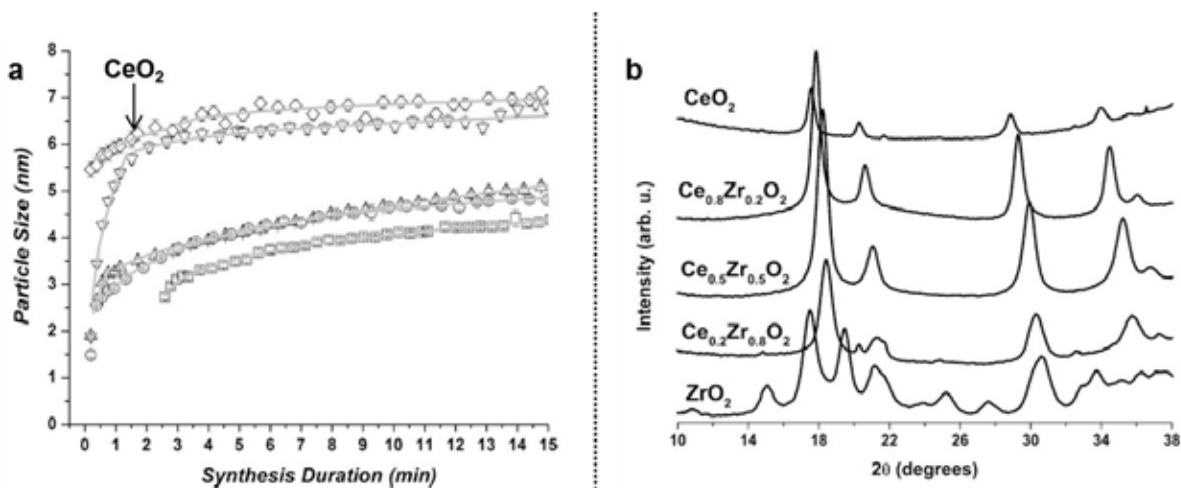 a
CeO2
Particle Size (nm)
8
7
6
5
4
3
2
1
0
0 1 2 3 4 5 6 7 8 9 10 11 12 13 14 15
Synthesis Duration (min)
b
CeO2
Ce0.8Zr0.2O2
Ce0.5Zr0.5O2
Ce0.2Zr0.8O2
ZrO2
Intensity (arb. u.)
10 14 18 22 26 30 34 38
2θ (degrees)